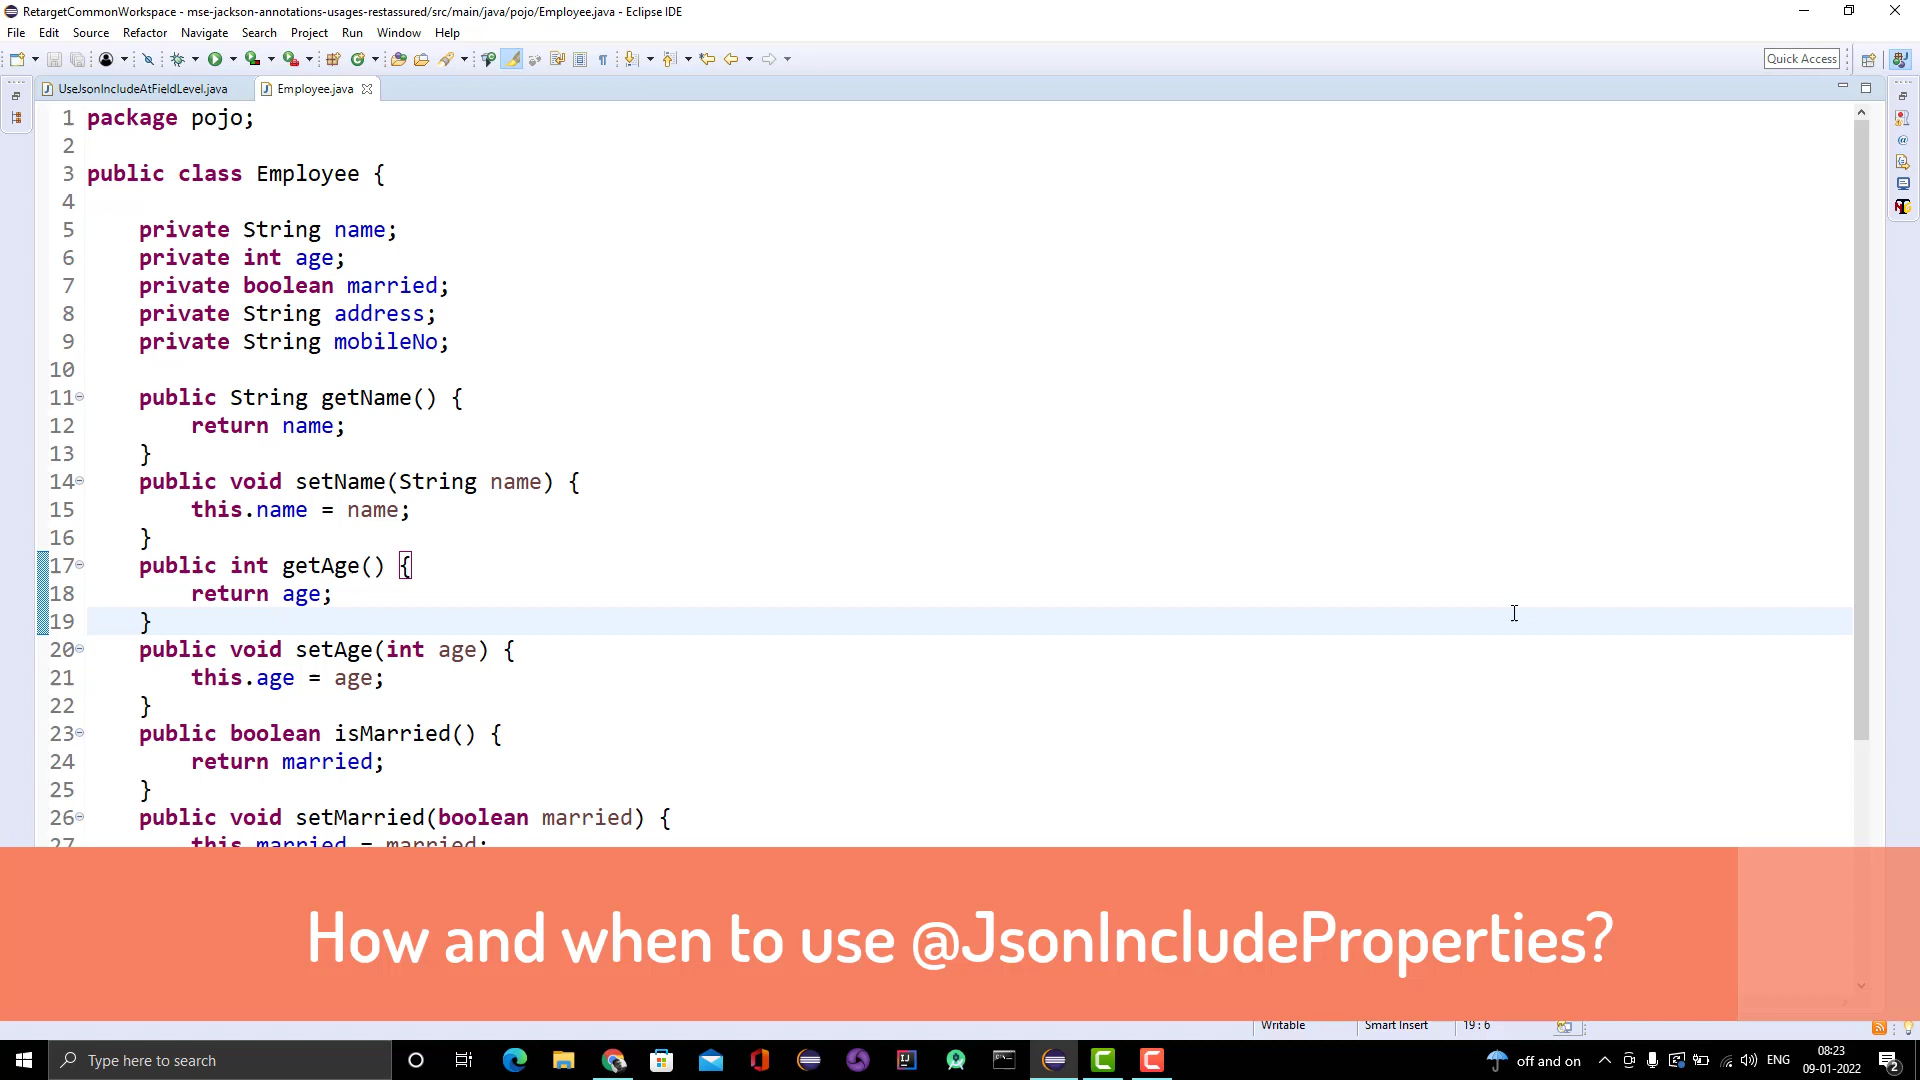 RetargetCommonWorkspace - mse-jackson-annotations-usages-restassured/src/main/java/pojo/Employee.java - Eclipse IDE
File Edit Source Refactor Navigate Search Project Run Window Help
Quick Access
UseJsonIncludeAtFieldLevel.java Employee.java
1 package pojo;
2
3 public class Employee {
4
5 private String name;
6 private int age;
7 private boolean married;
8 private String address;
9 private String mobileNo;
10
11 public String getName() {
12 return name;
13 }
14 public void setName(String name) {
15 this.name = name;
16 }
17 public int getAge() {
18 return age;
19 }
20 public void setAge(int age) {
21 this.age = age;
22 }
23 public boolean isMarried() {
24 return married;
25 }
26 public void setMarried(boolean married) {
27 this.married = married;
How and when to use @JsonIncludeProperties?
Writable Smart Insert 19 : 6
Type here to search
off and on
ENG
08:23
09-01-2022
2